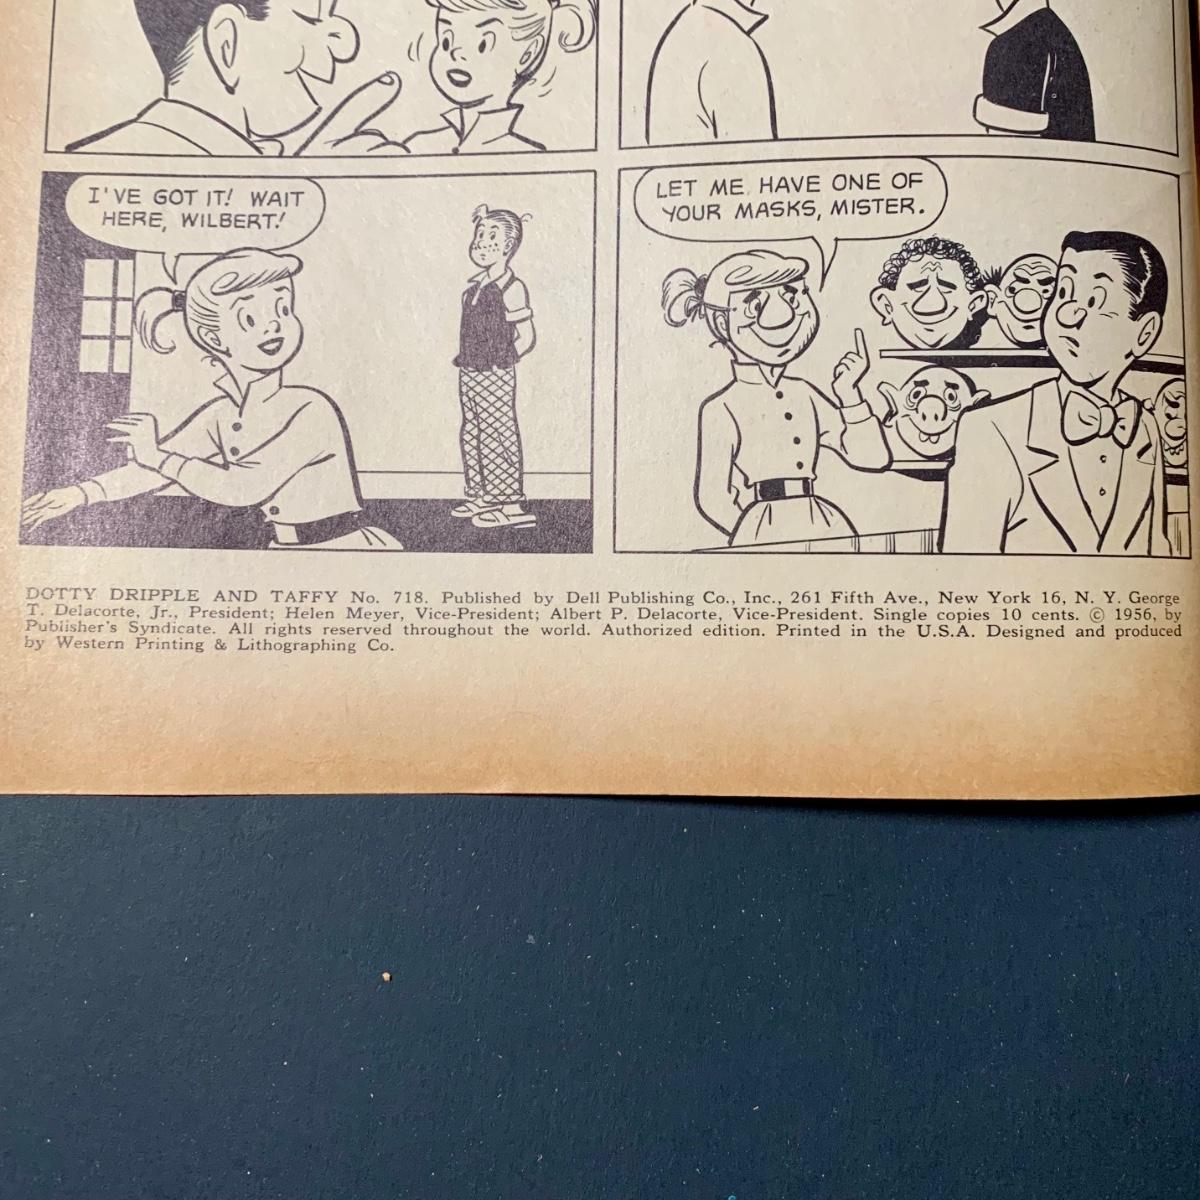 I'VE GOT IT! WAIT
HERE, WILBERT!
LET ME HAVE ONE OF
YOUR MASKS, MISTER.
DOTTY DRIPPLE AND TAFFY No. 718. Published by Dell Publishing Co., Inc., 261 Fifth Ave., New York 16, N. Y. George
T. Delacorte, Jr., President; Helen Meyer, Vice-President; Albert P. Delacorte, Vice-President. Single copies 10 cents. © 1956, by
Publisher's Syndicate. All rights reserved throughout the world. Authorized edition. Printed in the U.S.A. Designed and produced
by Western Printing & Lithographing Co.